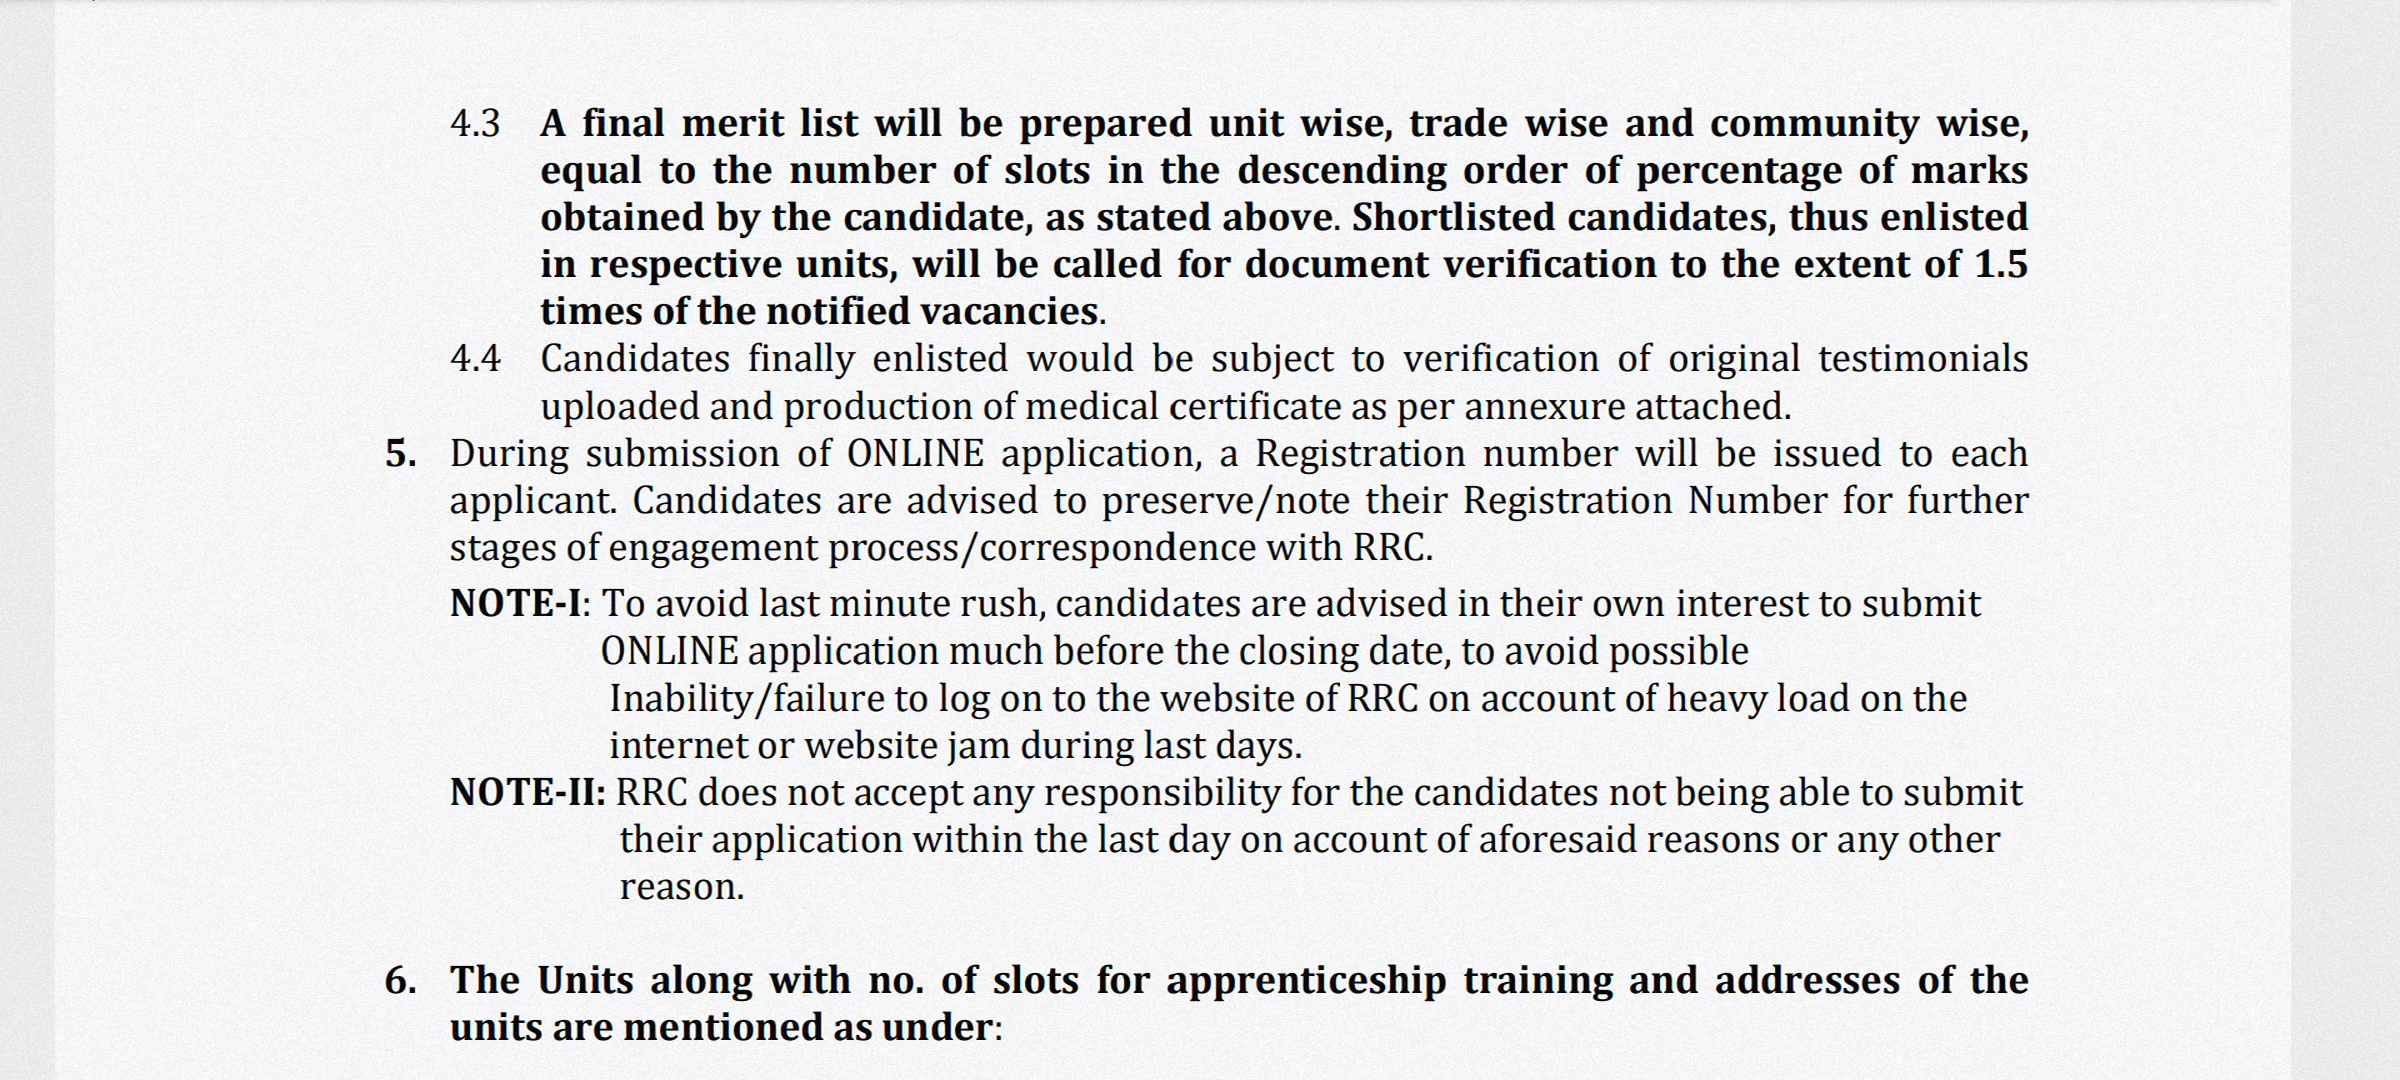 4.3 A final merit list will be prepared unit wise, trade wise and community wise,
equal to the number of slots in the descending order of percentage of marks
obtained by the candidate, as stated above. Shortlisted candidates, thus enlisted
in respective units, will be called for document verification to the extent of 1.5
times of the notified vacancies.
4.4 Candidates finally enlisted would be subject to verification of original testimonials
uploaded and production of medical certificate as per annexure attached.
5. During submission of ONLINE application, a Registration number will be issued to each
applicant. Candidates are advised to preserve/note their Registration Number for further
stages of engagement process/correspondence with RRC.
NOTE-I: To avoid last minute rush, candidates are advised in their own interest to submit
ONLINE application much before the closing date, to avoid possible
Inability/failure to log on to the website of RRC on account of heavy load on the
internet or website jam during last days.
NOTE-II: RRC does not accept any responsibility for the candidates not being able to submit
their application within the last day on account of aforesaid reasons or any other
reason.
6. The Units along with no. of slots for apprenticeship training and addresses of the
units are mentioned as under: